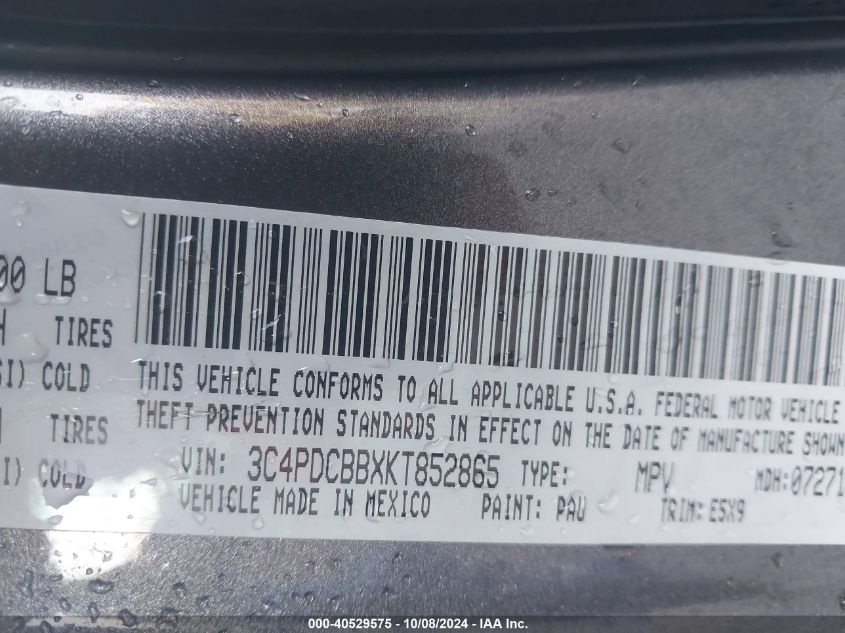 00 LB
TIRES
SI) COLD
TIRES
I) COLD
THIS VEHICLE CONFORMS TO ALL APPLICABLE U.S.A. FEDERAL MOTOR VEHICLE
THEFT PREVENTION STANDARDS IN EFFECT ON THE DATE OF MANUFACTURE SHOWN
VIN: 3C4PDCBBXKT852865 TYPE: MPV MDH: 07271
VEHICLE MADE IN MEXICO PAINT: PAU TRIM: E5X9
000-40529575 - 10/08/2024 - IAA Inc.